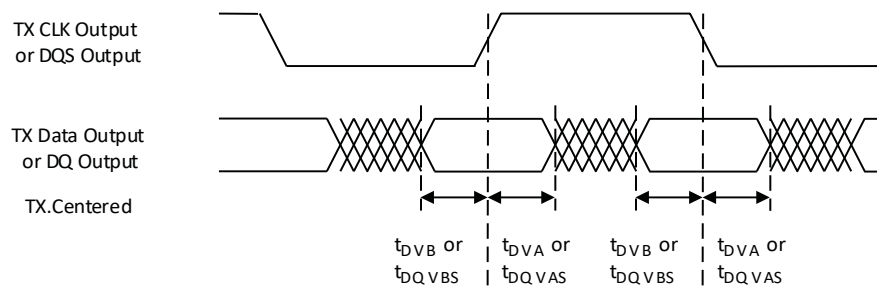 TX CLK Output
or DQS Output
TX Data Output
or DQ Output
TX.Centered
tDVB or
tDQVBS
tDVA or
tDQVAS
tDVB or
tDQVBS
tDVA or
tDQVAS